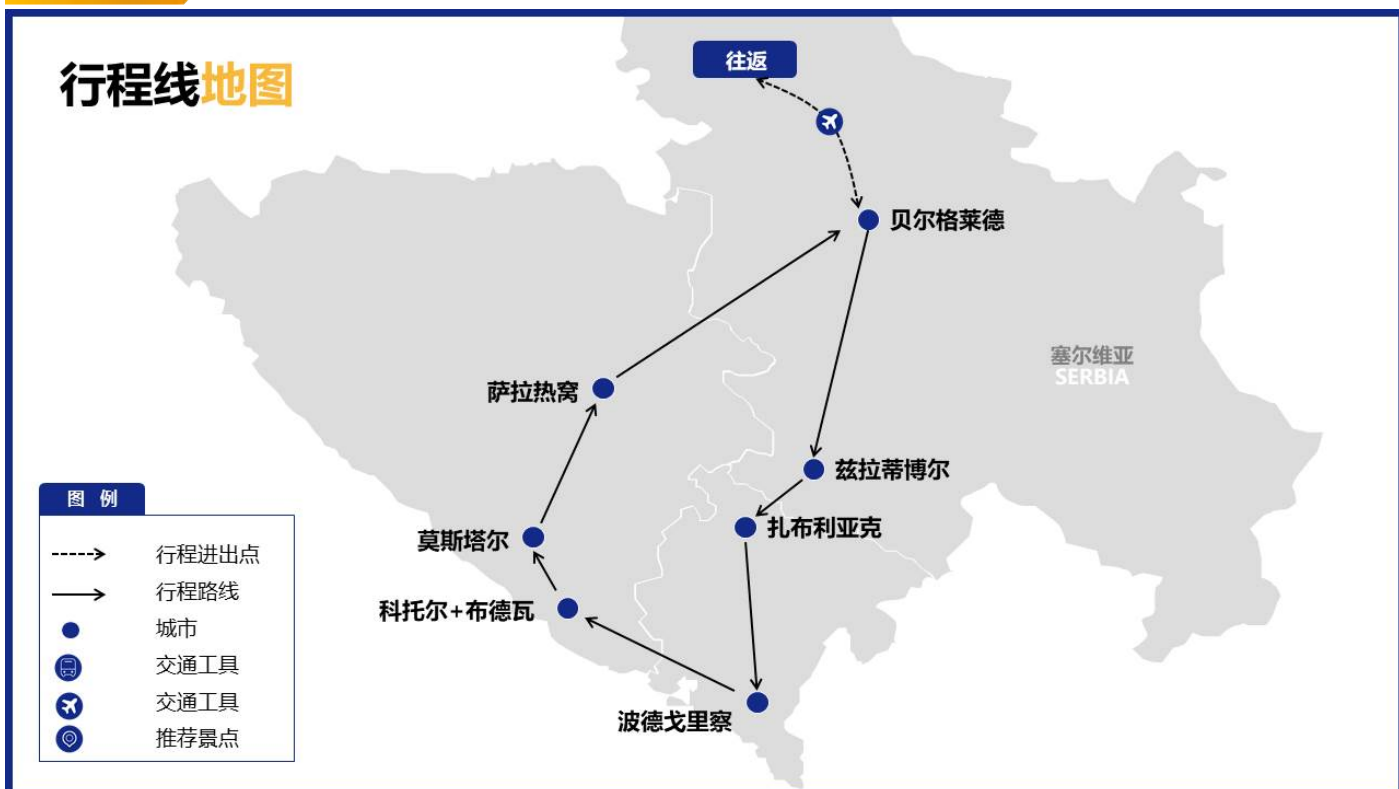 行程线地图
往返
贝尔格莱德
塞尔维亚
SERBIA
萨拉热窝
兹拉蒂博尔
扎布利亚克
莫斯塔尔
科托尔+布德瓦
波德戈里察
图 例
行程进出点
行程路线
城市
交通工具
交通工具
推荐景点